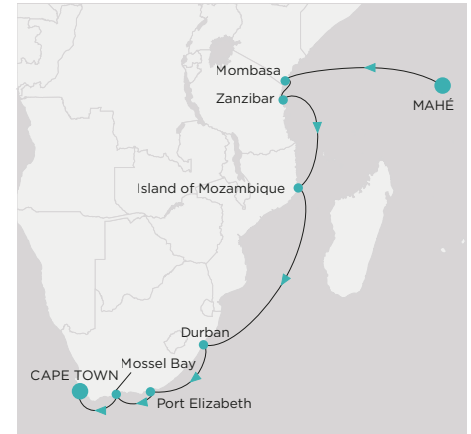 Mombasa
Zanzibar
MAHÉ
Island of Mozambique
Durban
Mossel Bay
CAPE TOWN
Port Elizabeth